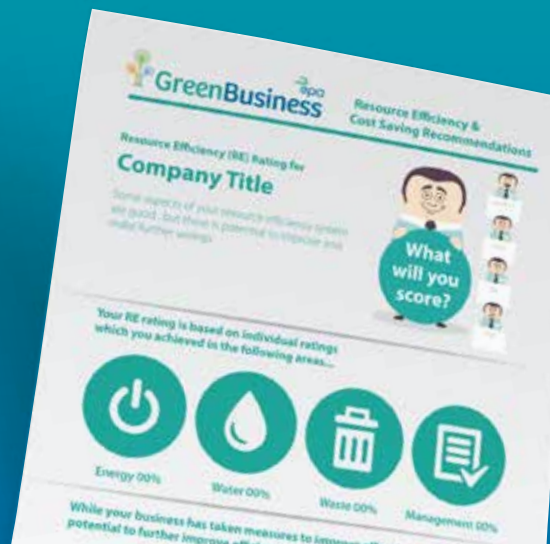 GreenBusiness
epa
Resource Efficiency &
Cost Saving Recommendations
Resource Efficiency (RE) Rating for
Company Title
Some aspects of your resource efficiency system
are good, but there is potential to improve and
make further savings
What
will you
score?
Your RE rating is based on individual ratings
which you achieved in the following areas...
Energy 00%
Water 00%
Waste 00%
Management 00%
While your business has taken measures to improve
potential to further improve